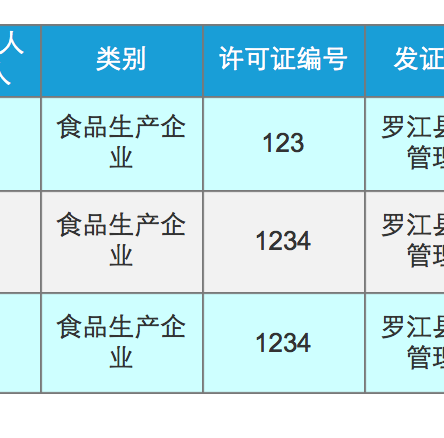 人 类别 许可证编号 发证
人
食品生产企 123 罗江县
业 管理
食品生产企 1234 罗江县
业 管理
食品生产企 1234 罗江县
业 管理